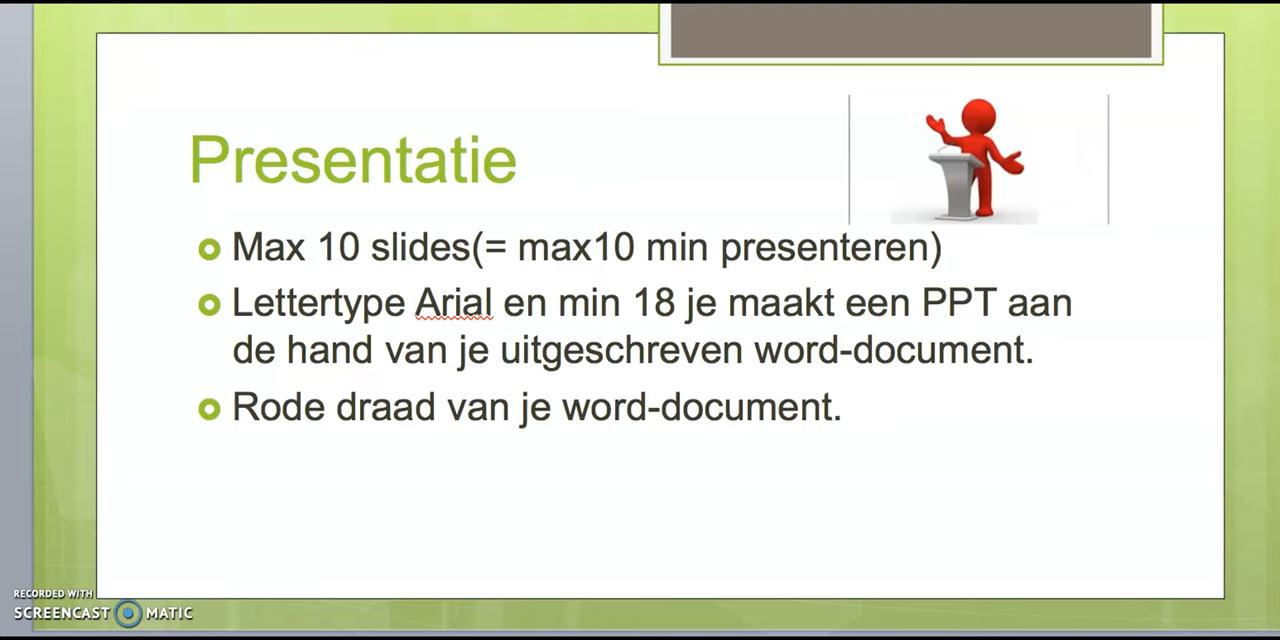 Presentatie
Max 10 slides(= max10 min presenteren)
Lettertype Arial en min 18 je maakt een PPT aan
de hand van je uitgeschreven word-document.
Rode draad van je word-document.
RECORDED WITH
SCREENCAST MATIC